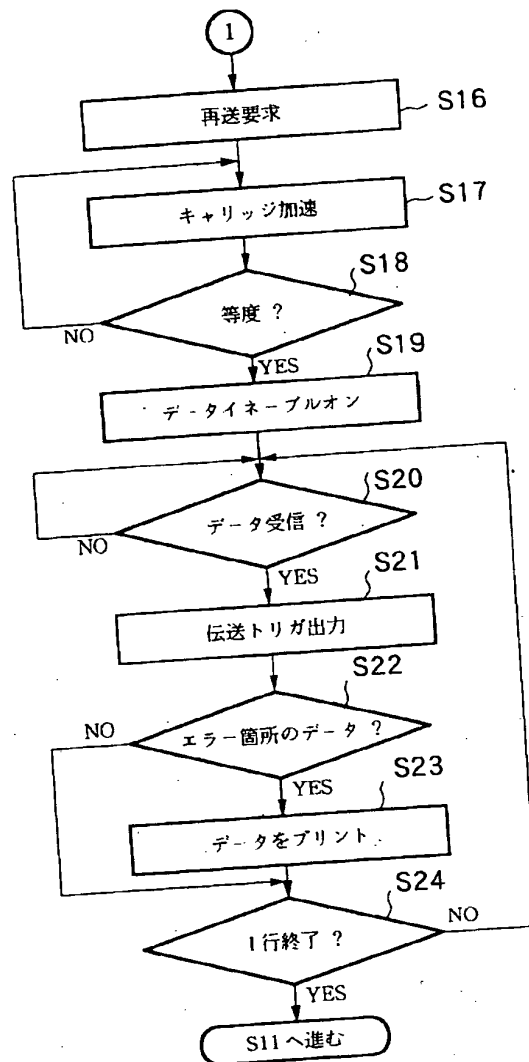 1
再送要求
S16
キャリッジ加速
S17
等度 ?
S18
NO
YES
データイネーブルオン
S19
データ受信 ?
S20
NO
YES
伝送トリガ出力
S21
エラー箇所のデータ ?
S22
NO
YES
データをプリント
S23
1行終了 ?
S24
NO
YES
S11へ進む